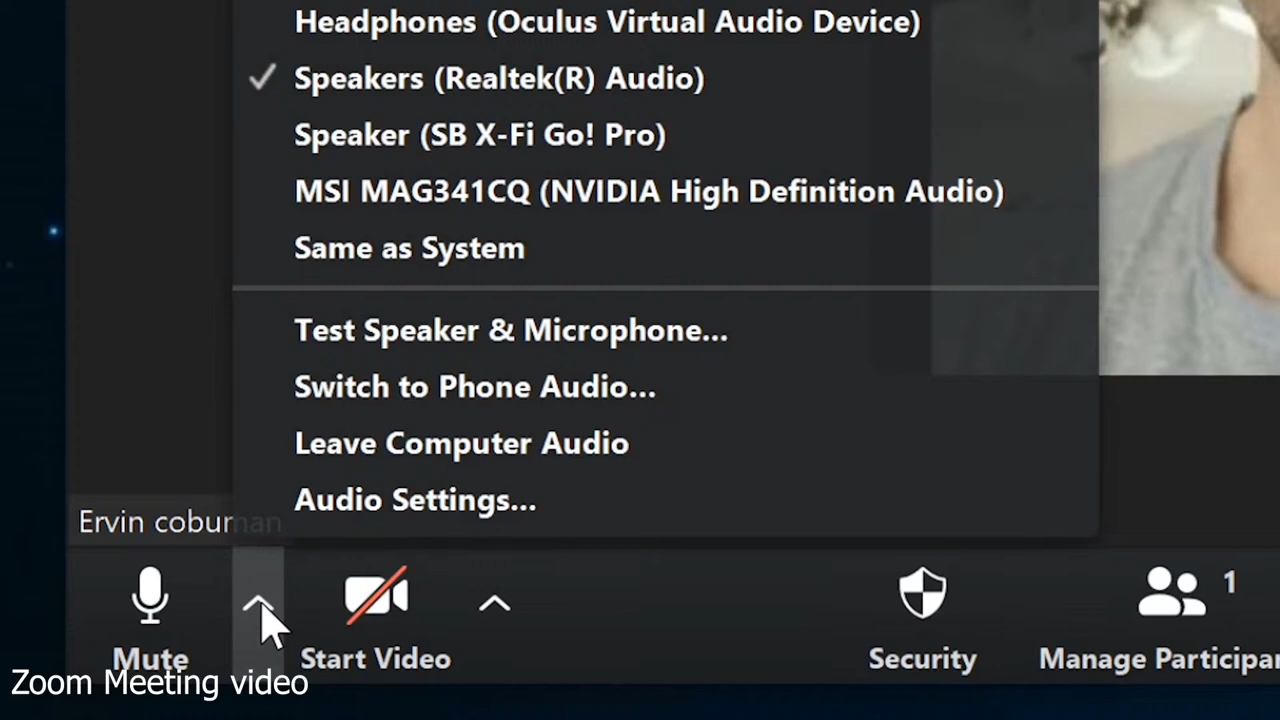 Headphones (Oculus Virtual Audio Device)
Speakers (Realtek(R) Audio)
Speaker (SB X-Fi Go! Pro)
MSI MAG341CQ (NVIDIA High Definition Audio)
Same as System
Test Speaker & Microphone...
Switch to Phone Audio...
Leave Computer Audio
Audio Settings...
Ervin coburnan
1
Mute
Start Video
Security
Manage Participan
Zoom Meeting video